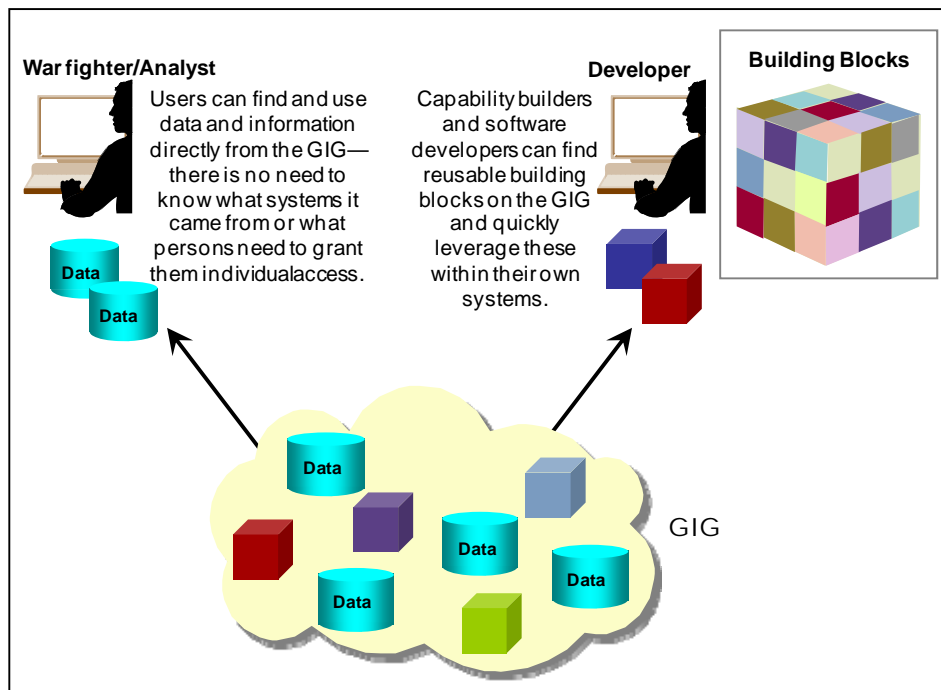 War fighter/Analyst
Users can find and use
data and information
directly from the GIG—
there is no need to
know what systems it
came from or what
persons need to grant
them individual access.
Data
Data
Developer
Capability builders
and software
developers can find
reusable building
blocks on the GIG
and quickly
leverage these
within their own
systems.
Building Blocks
Data
Data
Data
Data
GIG